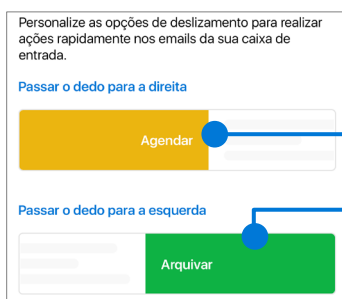 Personalize as opções de deslizamento para realizar
ações rapidamente nos emails da sua caixa de
entrada.
Passar o dedo para a direita
Agendar
Passar o dedo para a esquerda
Arquivar